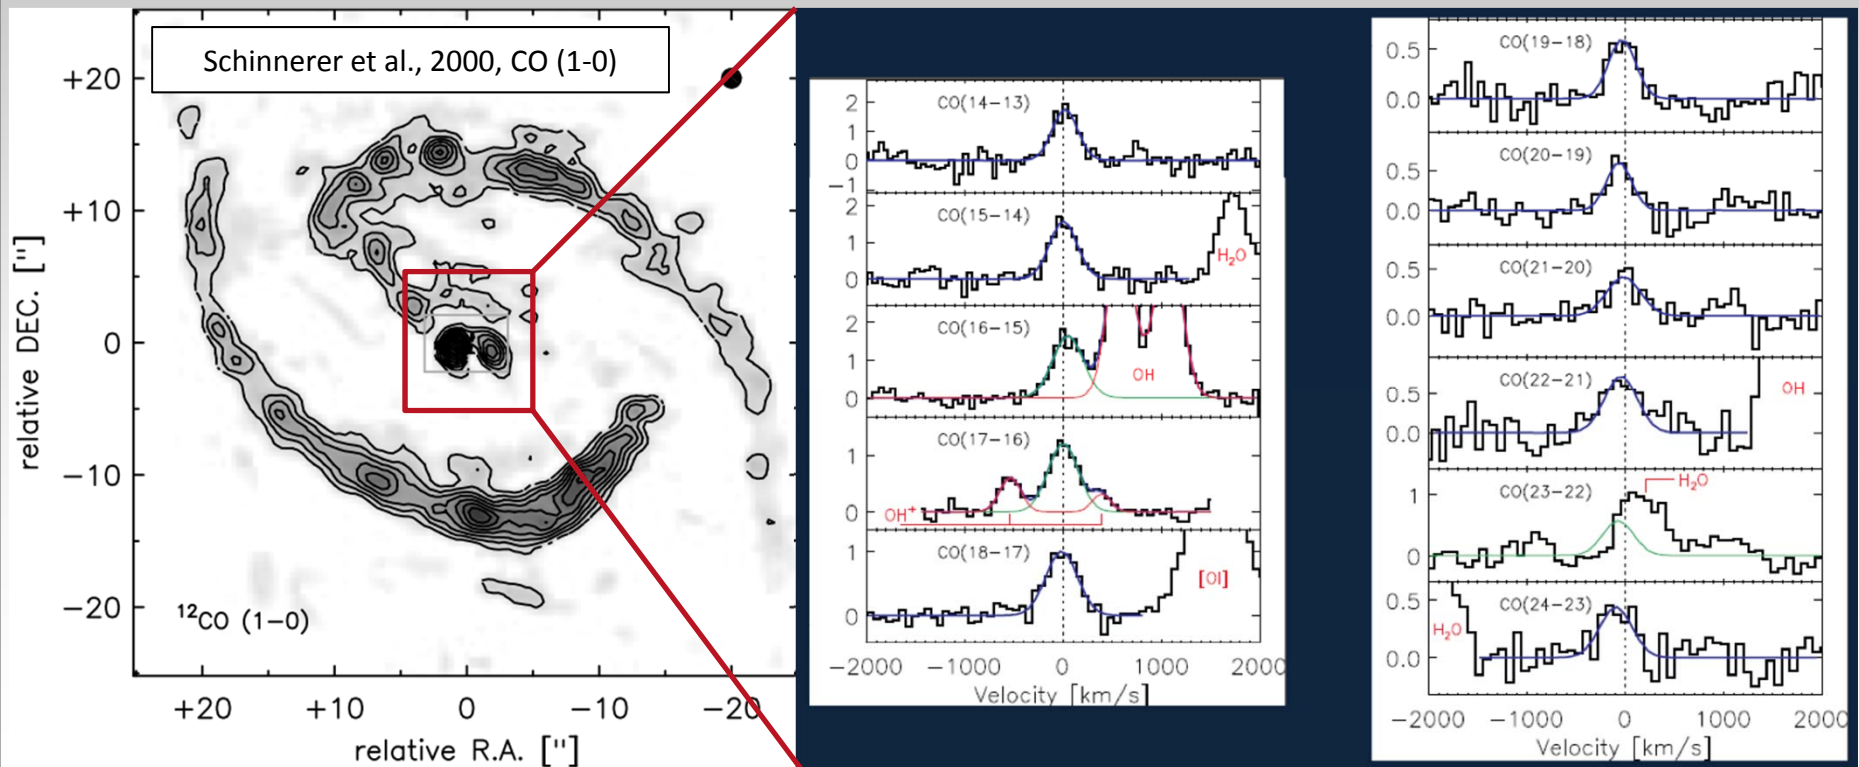 Schinnerer et al., 2000, CO (1-0)
+20
+10
0
−10
−20
relative DEC. ["]
¹²CO (1−0)
+20
+10
0
−10
−20
relative R.A. ["]
CO(14−13)
2
1
0
−1
CO(15−14)
2
1
0
H₂O
CO(16−15)
2
1
0
OH
CO(17−16)
1
0
OH⁺
CO(18−17)
1
0
[OI]
−2000
−1000
0
1000
2000
Velocity [km/s]
CO(19−18)
0.5
0.0
CO(20−19)
0.5
0.0
CO(21−20)
0.5
0.0
CO(22−21)
0.5
0.0
OH
CO(23−22)
1
0
H₂O
CO(24−23)
0.5
0.0
H₂O
−2000
−1000
0
1000
2000
Velocity [km/s]